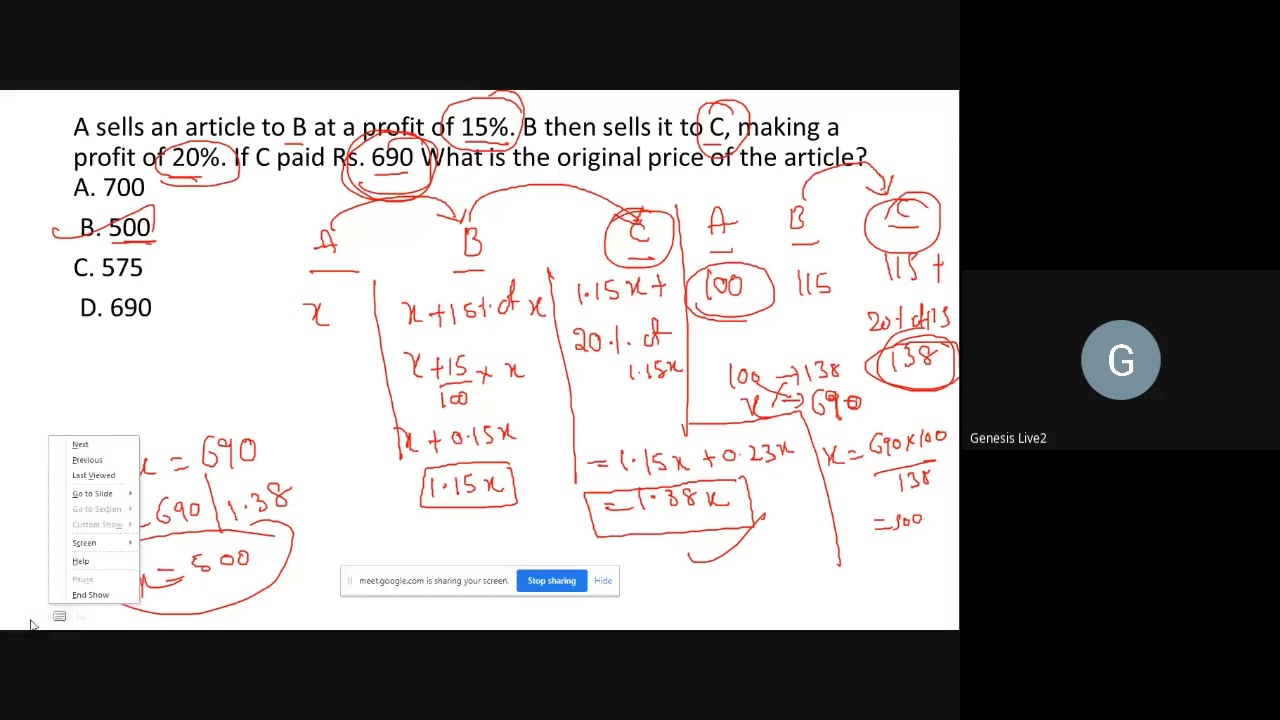 A sells an article to B at a profit of 15%. B then sells it to C, making a
profit of 20%. If C paid Rs. 690 What is the original price of the article?
A. 700
B. 500
C. 575
D. 690
A B C
x
x + 15% of x
x + 15/100 × x
x + 0.15x
1.15x
1.15x +
20% of
1.15x
= 1.15x + 0.23x
= 1.38x
A B C
100 115 115 +
20% of 115
138
100 → 138
x → 690
x = 690 × 100
138
= 500
x = 690
= 690 1.38
= 500
Next
Previous
Last Viewed
Go to Slide
Go to Section
Custom Show
Screen
Help
Pause
End Show
meet.google.com is sharing your screen.
Stop sharing
Hide
G
Genesis Live2